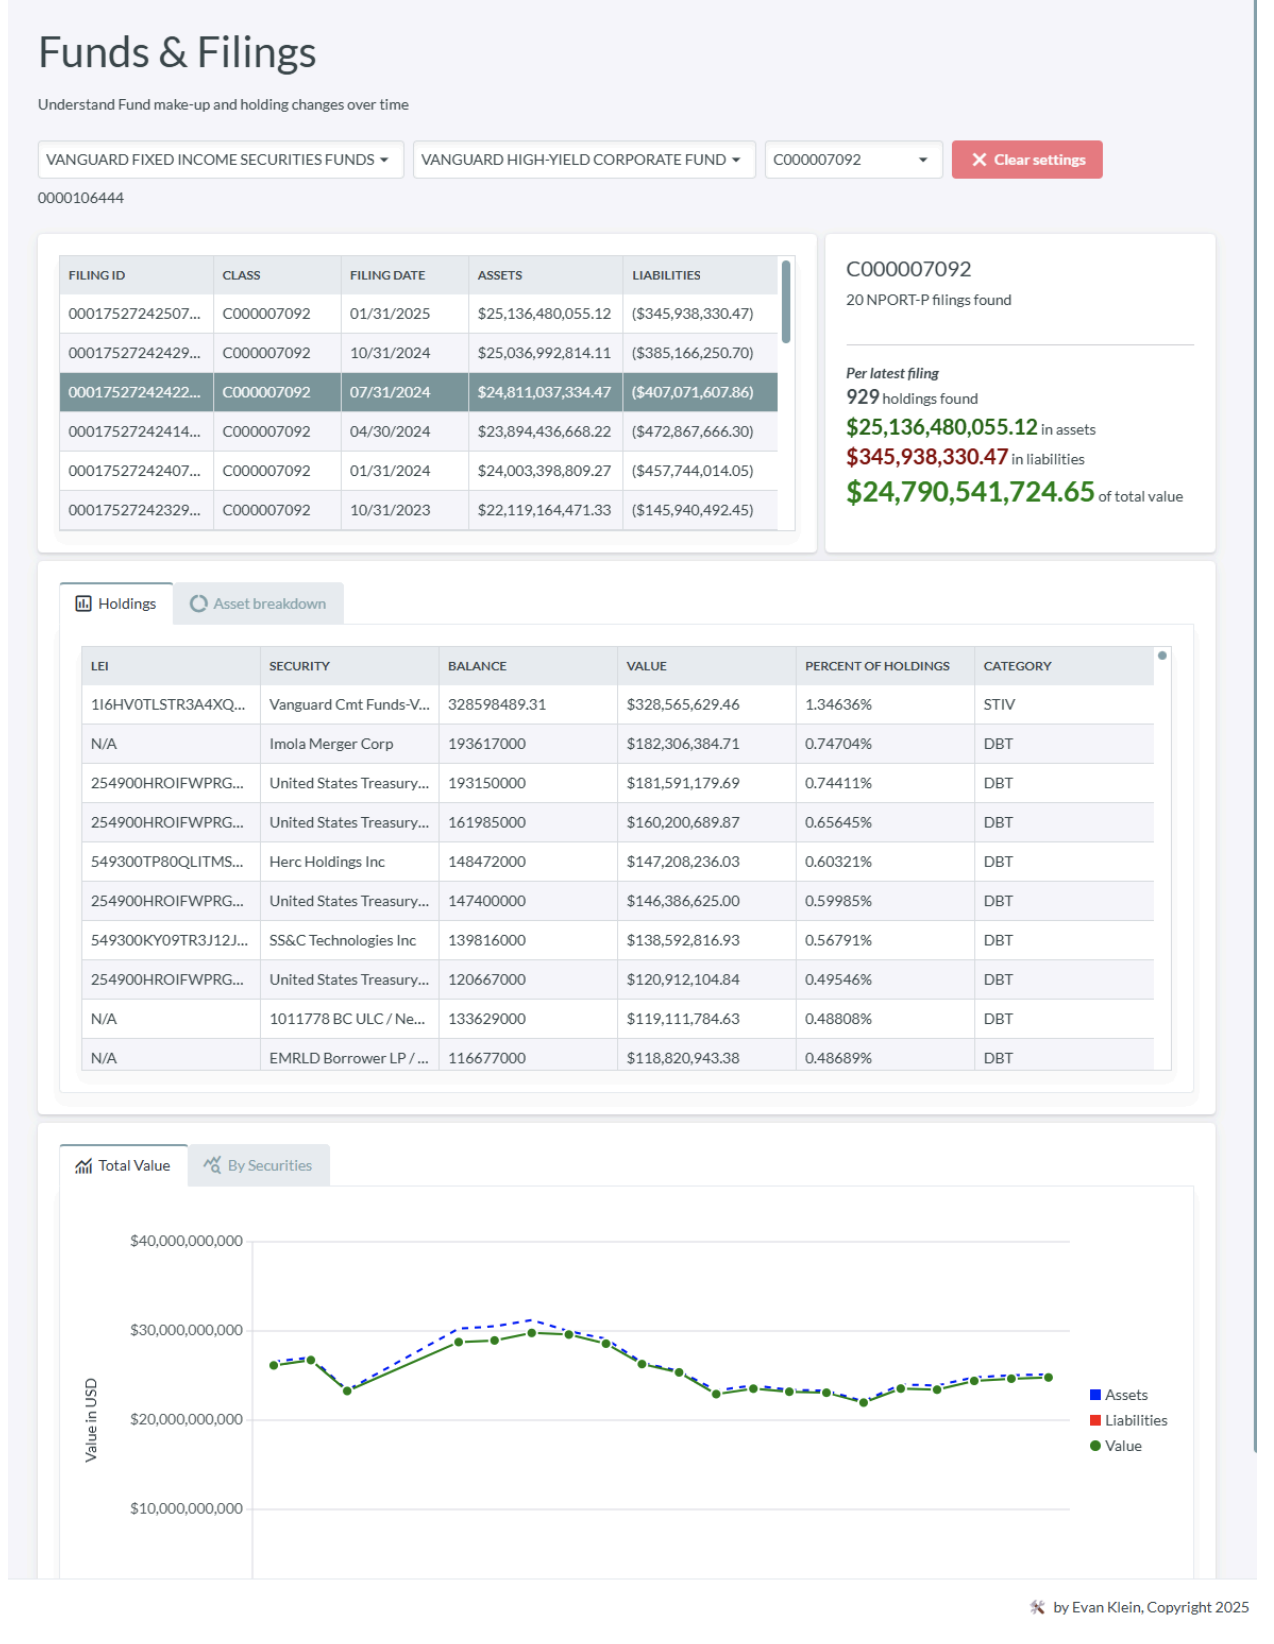 Funds & Filings
Understand Fund make-up and holding changes over time
VANGUARD FIXED INCOME SECURITIES FUNDS VANGUARD HIGH-YIELD CORPORATE FUND C000007092 Clear settings
0000106444
FILING ID CLASS FILING DATE ASSETS LIABILITIES
00017527242507... C000007092 01/31/2025 $25,136,480,055.12 ($345,938,330.47)
00017527242429... C000007092 10/31/2024 $25,036,992,814.11 ($385,166,250.70)
00017527242422... C000007092 07/31/2024 $24,811,037,334.47 ($407,071,607.86)
00017527242414... C000007092 04/30/2024 $23,894,436,668.22 ($472,867,666.30)
00017527242407... C000007092 01/31/2024 $24,003,398,809.27 ($457,744,014.05)
00017527242329... C000007092 10/31/2023 $22,119,164,471.33 ($145,940,492.45)
C000007092
20 NPORT-P filings found
Per latest filing
929 holdings found
$25,136,480,055.12 in assets
$345,938,330.47 in liabilities
$24,790,541,724.65 of total value
Holdings Asset breakdown
LEI SECURITY BALANCE VALUE PERCENT OF HOLDINGS CATEGORY
1I6HV0TLSTR3A4XQ... Vanguard Cmt Funds-V... 328598489.31 $328,565,629.46 1.34636% STIV
N/A Imola Merger Corp 193617000 $182,306,384.71 0.74704% DBT
254900HROIFWPRG... United States Treasury... 193150000 $181,591,179.69 0.74411% DBT
254900HROIFWPRG... United States Treasury... 161985000 $160,200,689.87 0.65645% DBT
549300TP80QLITMS... Herc Holdings Inc 148472000 $147,208,236.03 0.60321% DBT
254900HROIFWPRG... United States Treasury... 147400000 $146,386,625.00 0.59985% DBT
549300KY09TR3J12J... SS&C Technologies Inc 139816000 $138,592,816.93 0.56791% DBT
254900HROIFWPRG... United States Treasury... 120667000 $120,912,104.84 0.49546% DBT
N/A 1011778 BC ULC / Ne... 133629000 $119,111,784.63 0.48808% DBT
N/A EMRLD Borrower LP / ... 116677000 $118,820,943.38 0.48689% DBT
Total Value By Securities
$40,000,000,000
$30,000,000,000
$20,000,000,000
$10,000,000,000
Value in USD
Assets
Liabilities
Value
by Evan Klein, Copyright 2025